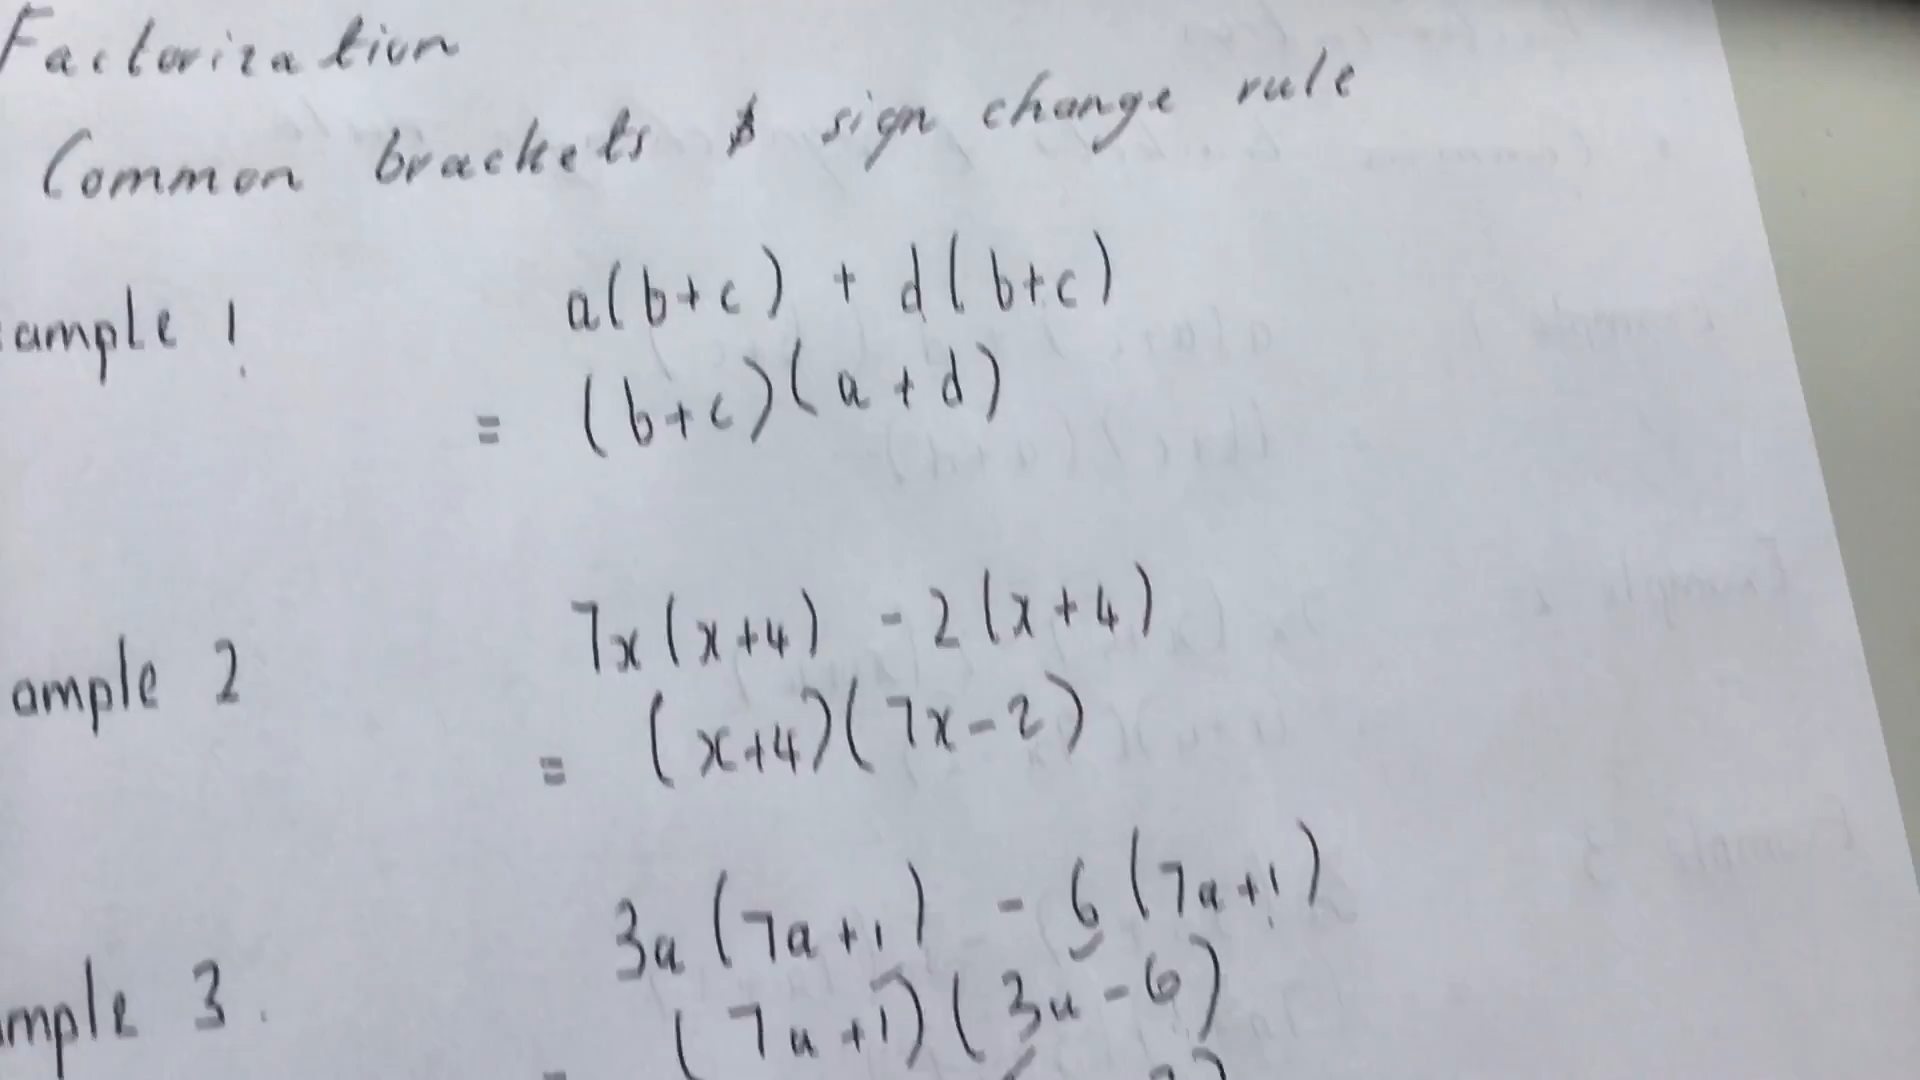 Factorization
Common brackets & sign change rule
ample 1. a(b+c) + d(b+c)
= (b+c)(a+d)
ample 2 7x(x+4) - 2(x+4)
= (x+4)(7x-2)
mple 3. 3a(7a+1) - 6(7a+1)
= (7a+1)(3a-6)